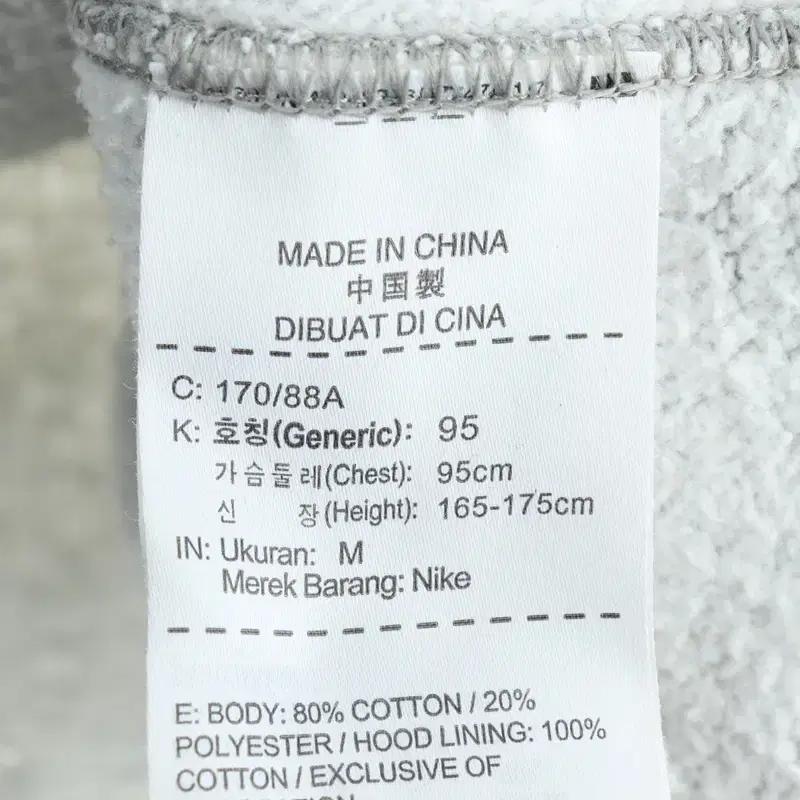 MADE IN CHINA
中国製
DIBUAT DI CINA
C: 170/88A
K: 호칭(Generic): 95
가슴둘레(Chest): 95cm
신 장(Height): 165-175cm
IN: Ukuran: M
Merek Barang: Nike
E: BODY: 80% COTTON / 20%
POLYESTER / HOOD LINING: 100%
COTTON / EXCLUSIVE OF